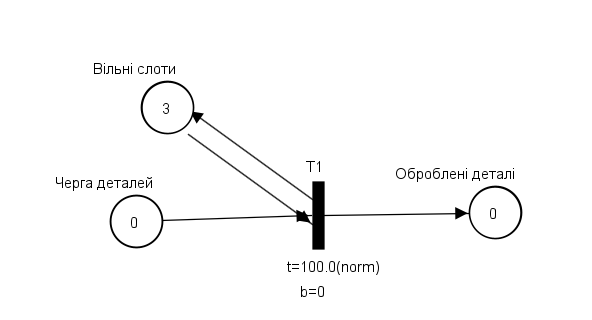 Вільні слоти
3
T1
Черга деталей
Оброблені деталі
0
0
t=100.0(norm)
b=0